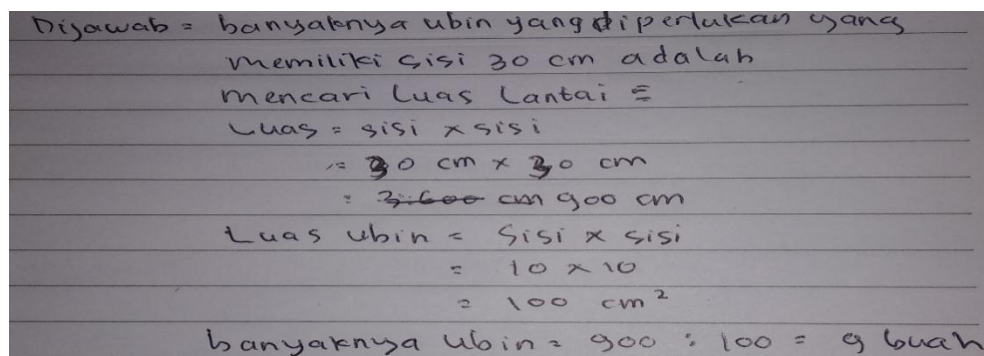 Dijawab = banyaknya ubin yang diperlukan yang
memiliki sisi 30 cm adalah
mencari Luas Lantai =
Luas = sisi x sisi
= 30 cm x 30 cm
= 3.600 cm 900 cm
Luas ubin = Sisi x sisi
= 10 x 10
= 100 cm²
banyaknya ubin = 900 : 100 = 9 buah